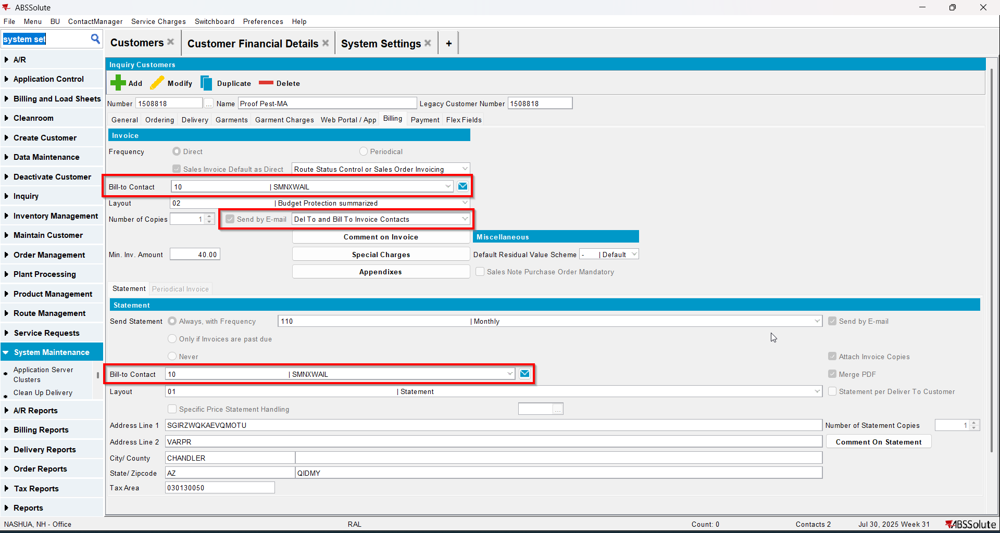 ABSSolute
File Menu BU ContactManager Service Charges Switchboard Preferences Help
system set
Customers Customer Financial Details System Settings +
A/R
Application Control
Billing and Load Sheets
Cleanroom
Create Customer
Data Maintenance
Deactivate Customer
Inquiry
Inventory Management
Maintain Customer
Order Management
Plant Processing
Product Management
Route Management
Service Requests
System Maintenance
Application Server
Clusters
Clean Up Delivery
A/R Reports
Billing Reports
Delivery Reports
Order Reports
Tax Reports
Reports
Inquiry Customers
Add Modify Duplicate Delete
Number 1508818 ... Name Proof Pest-MA Legacy Customer Number 1508818
General Ordering Delivery Garments Garment Charges Web Portal / App Billing Payment Flex Fields
Invoice
Frequency Direct Periodical
Sales Invoice Default as Direct Route Status Control or Sales Order Invoicing
Bill-to Contact 10 | SMNXWAIL
Layout 02 | Budget Protection summarized
Number of Copies 1 Send by E-mail Del To and Bill To Invoice Contacts
Comment on Invoice Miscellaneous
Min. Inv. Amount 40.00 Special Charges Default Residual Value Scheme - | Default
Appendixes Sales Note Purchase Order Mandatory
Statement Periodical Invoice
Statement
Send Statement Always, with Frequency 110 | Monthly Send by E-mail
Only if Invoices are past due
Never Attach Invoice Copies
Bill-to Contact 10 | SMNXWAIL Merge PDF
Layout 01 | Statement Statement per Deliver To Customer
Specific Price Statement Handling ...
Address Line 1 SGIRZWQKAEVQMOTU Number of Statement Copies 1
Address Line 2 VARPR Comment On Statement
City/ County CHANDLER
State/ Zipcode AZ QIDMY
Tax Area 030130050
NASHUA, NH - Office RAL Count: 0 Contacts 2 Jul 30, 2025 Week 31 ABSSolute